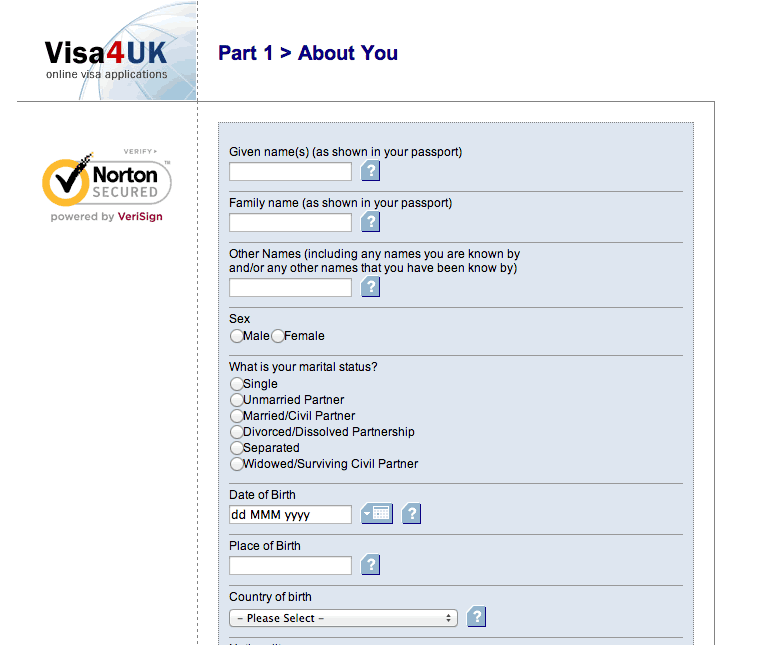 Visa4UK
online visa applications
Part 1 > About You
VERIFY
Norton
SECURED
TM
powered by VeriSign
Given name(s) (as shown in your passport)
?
Family name (as shown in your passport)
?
Other Names (including any names you are known by
and/or any other names that you have been know by)
?
Sex
Male Female
What is your marital status?
Single
Unmarried Partner
Married/Civil Partner
Divorced/Dissolved Partnership
Separated
Widowed/Surviving Civil Partner
Date of Birth
dd MMM yyyy ?
Place of Birth
?
Country of birth
– Please Select – ?